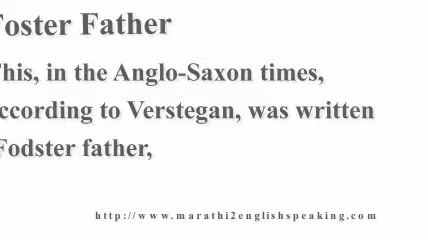 Foster Father
This, in the Anglo-Saxon times,
according to Verstegan, was written
Fodster father,
http://www.marathi2englishspeaking.com